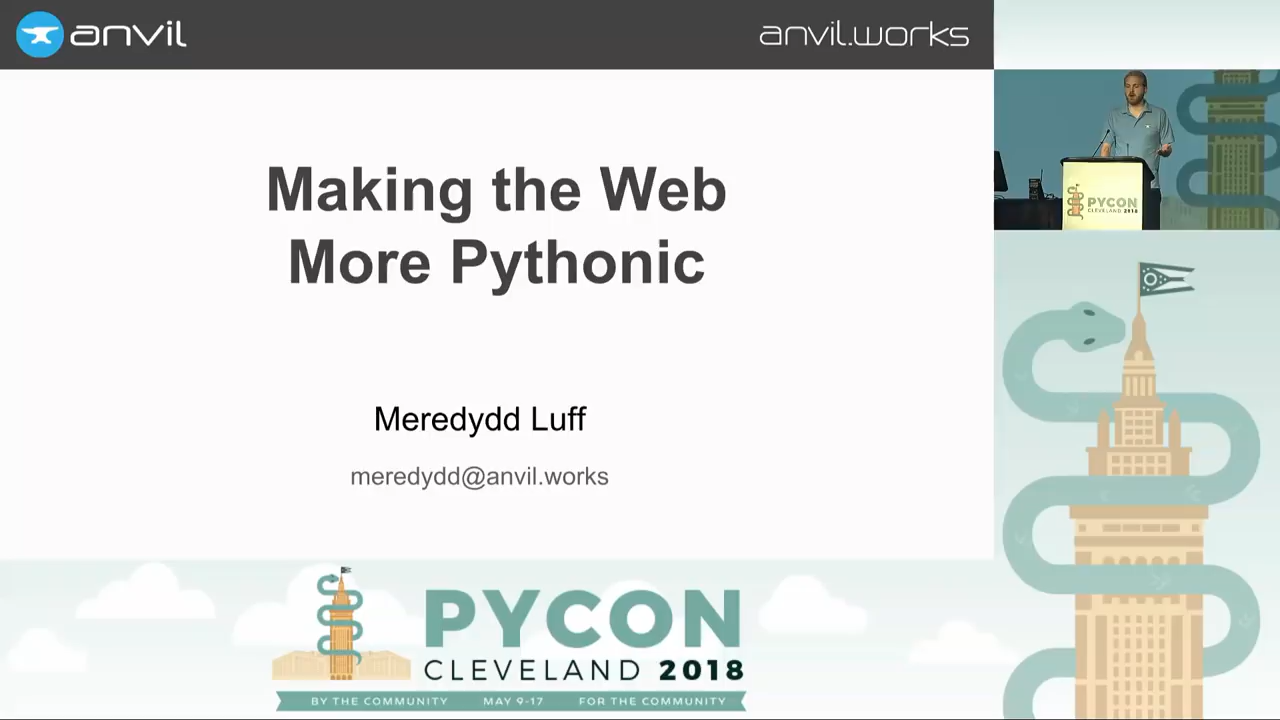 anvil
anvil.works
Making the Web
More Pythonic
Meredydd Luff
meredydd@anvil.works
PYCON
CLEVELAND 2018
PYCON
CLEVELAND 2018
BY THE COMMUNITY MAY 9-17 FOR THE COMMUNITY